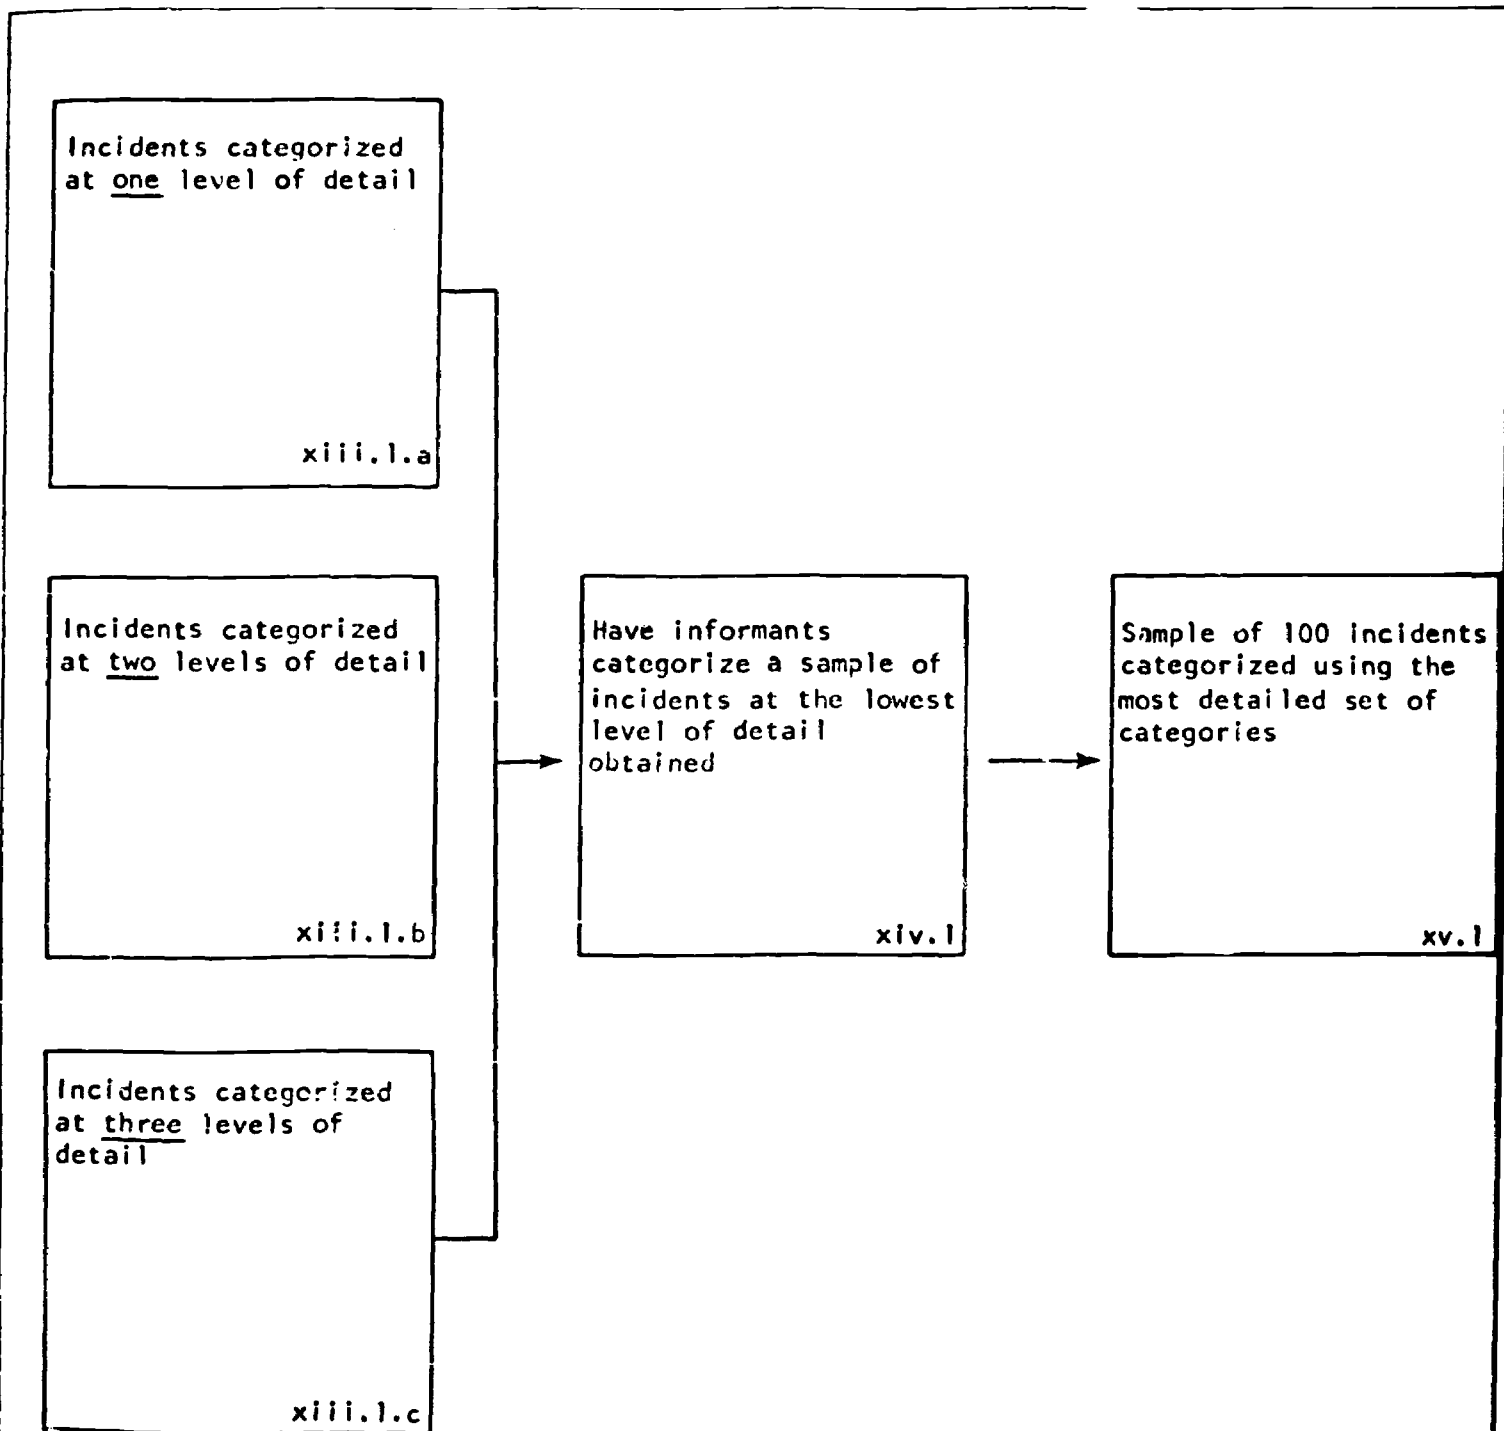 Incidents categorized
at one level of detail
xiii.1.a
Incidents categorized
at two levels of detail
xiii.1.b
Incidents categorized
at three levels of
detail
xiii.1.c
Have informants
categorize a sample of
incidents at the lowest
level of detail
obtained
xiv.1
Sample of 100 incidents
categorized using the
most detailed set of
categories
xv.1